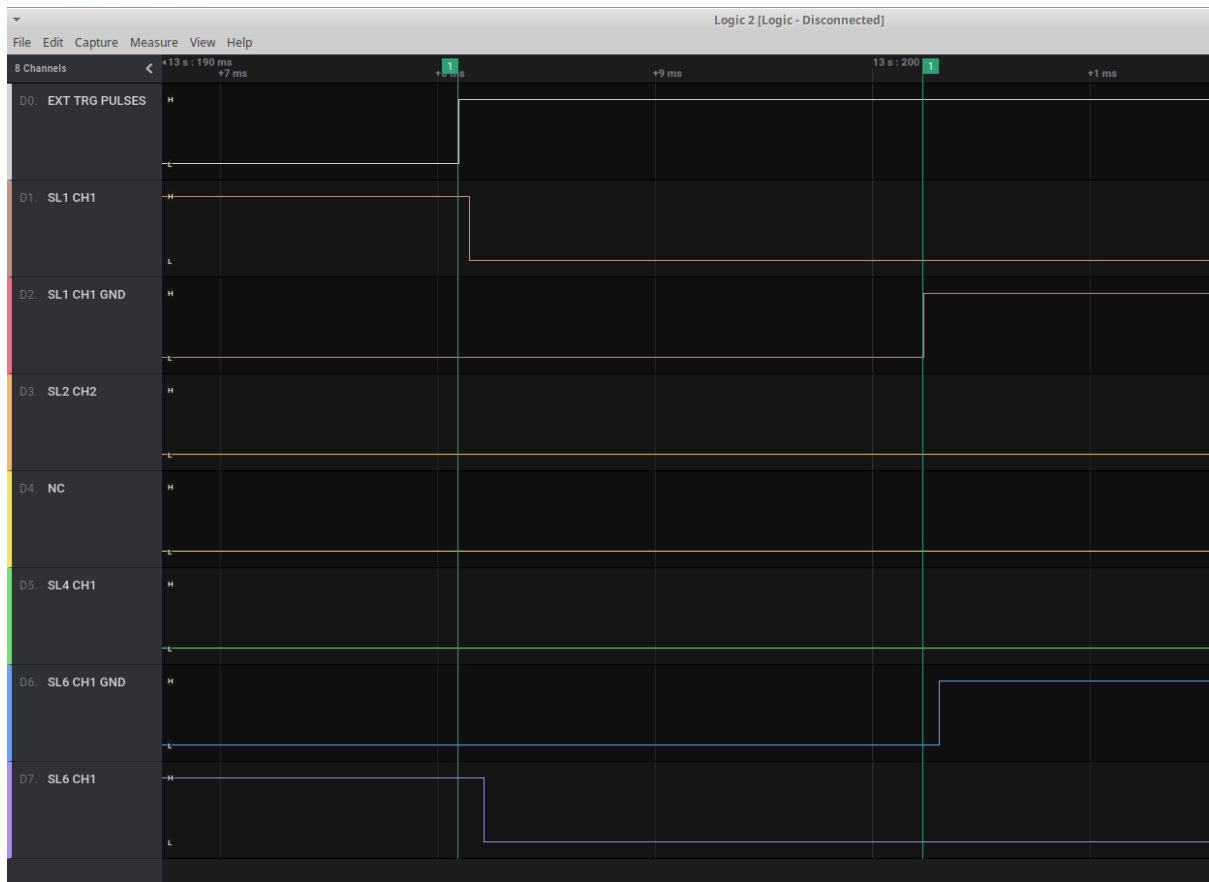 Logic 2 [Logic - Disconnected]
File Edit Capture Measure View Help
8 Channels
13 s : 190 ms
+7 ms
1
+9 ms
13 s : 200
1
+1 ms
D0. EXT TRG PULSES H
L
D1. SL1 CH1 H
L
D2. SL1 CH1 GND H
L
D3. SL2 CH2 H
L
D4. NC H
L
D5. SL4 CH1 H
L
D6. SL6 CH1 GND H
L
D7. SL6 CH1 H
L